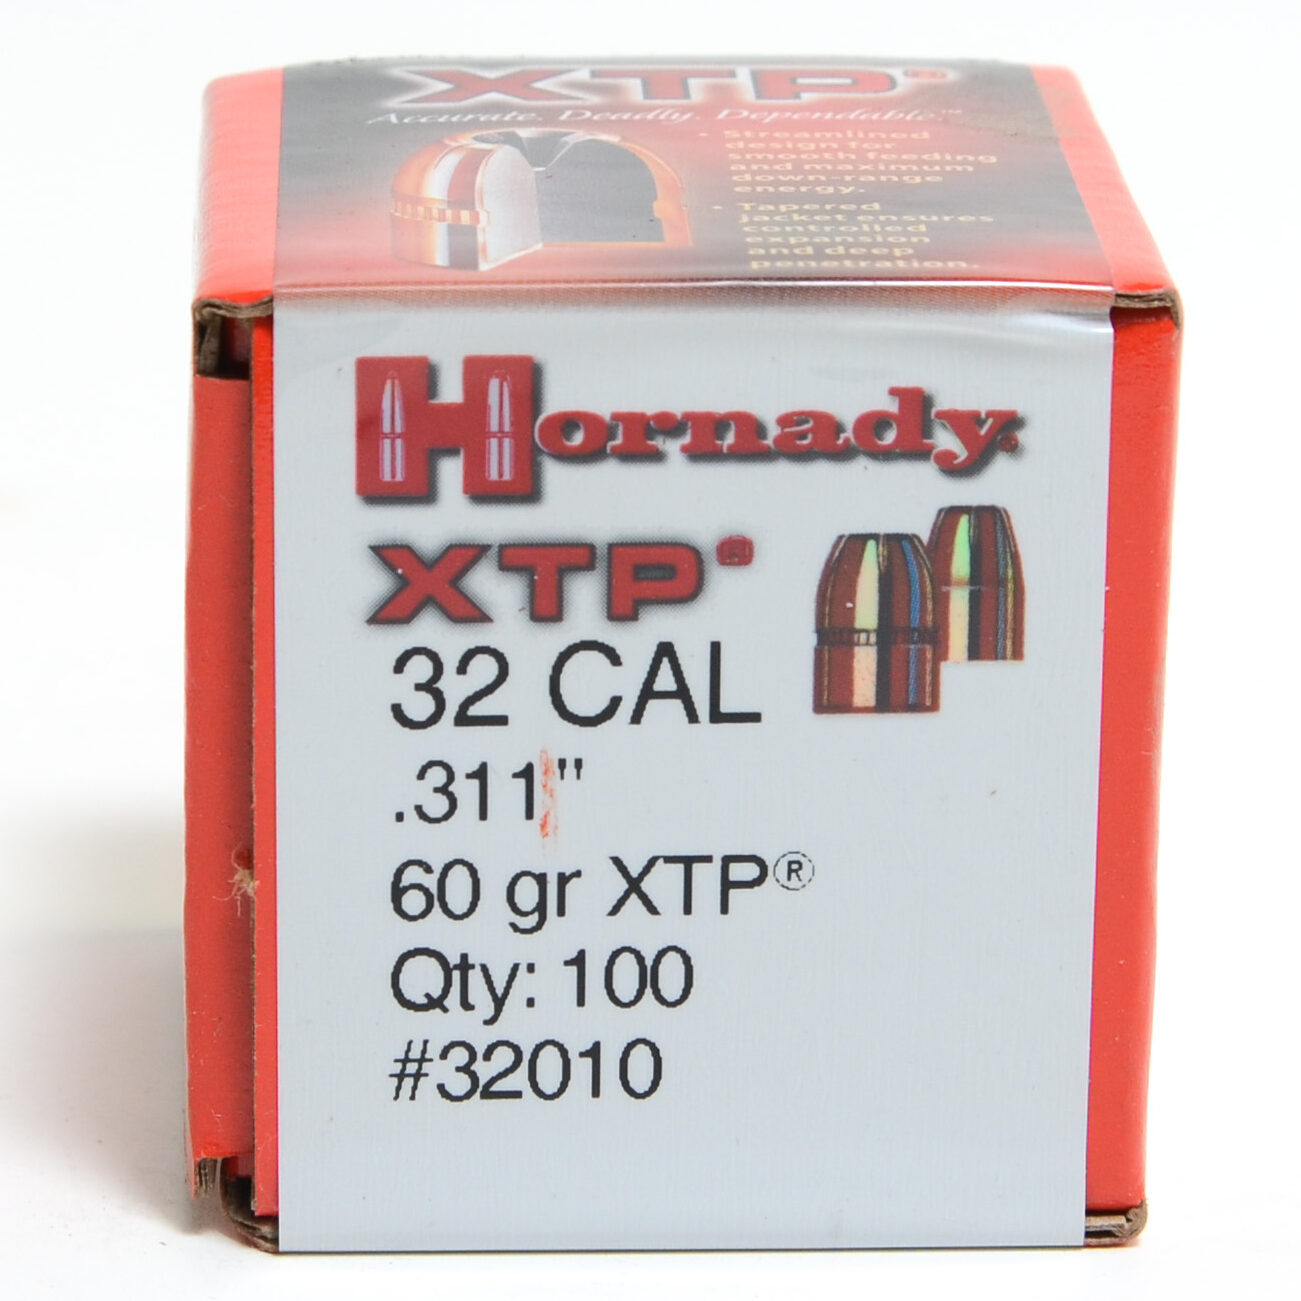 XTP®
Accurate. Deadly. Dependable.™
• Streamlined
design for
smooth feeding
and maximum
down-range
energy.
• Tapered
jacket ensures
controlled
expansion
and deep
penetration.
Hornady®
XTP®
32 CAL
.311"
60 gr XTP®
Qty: 100
#32010